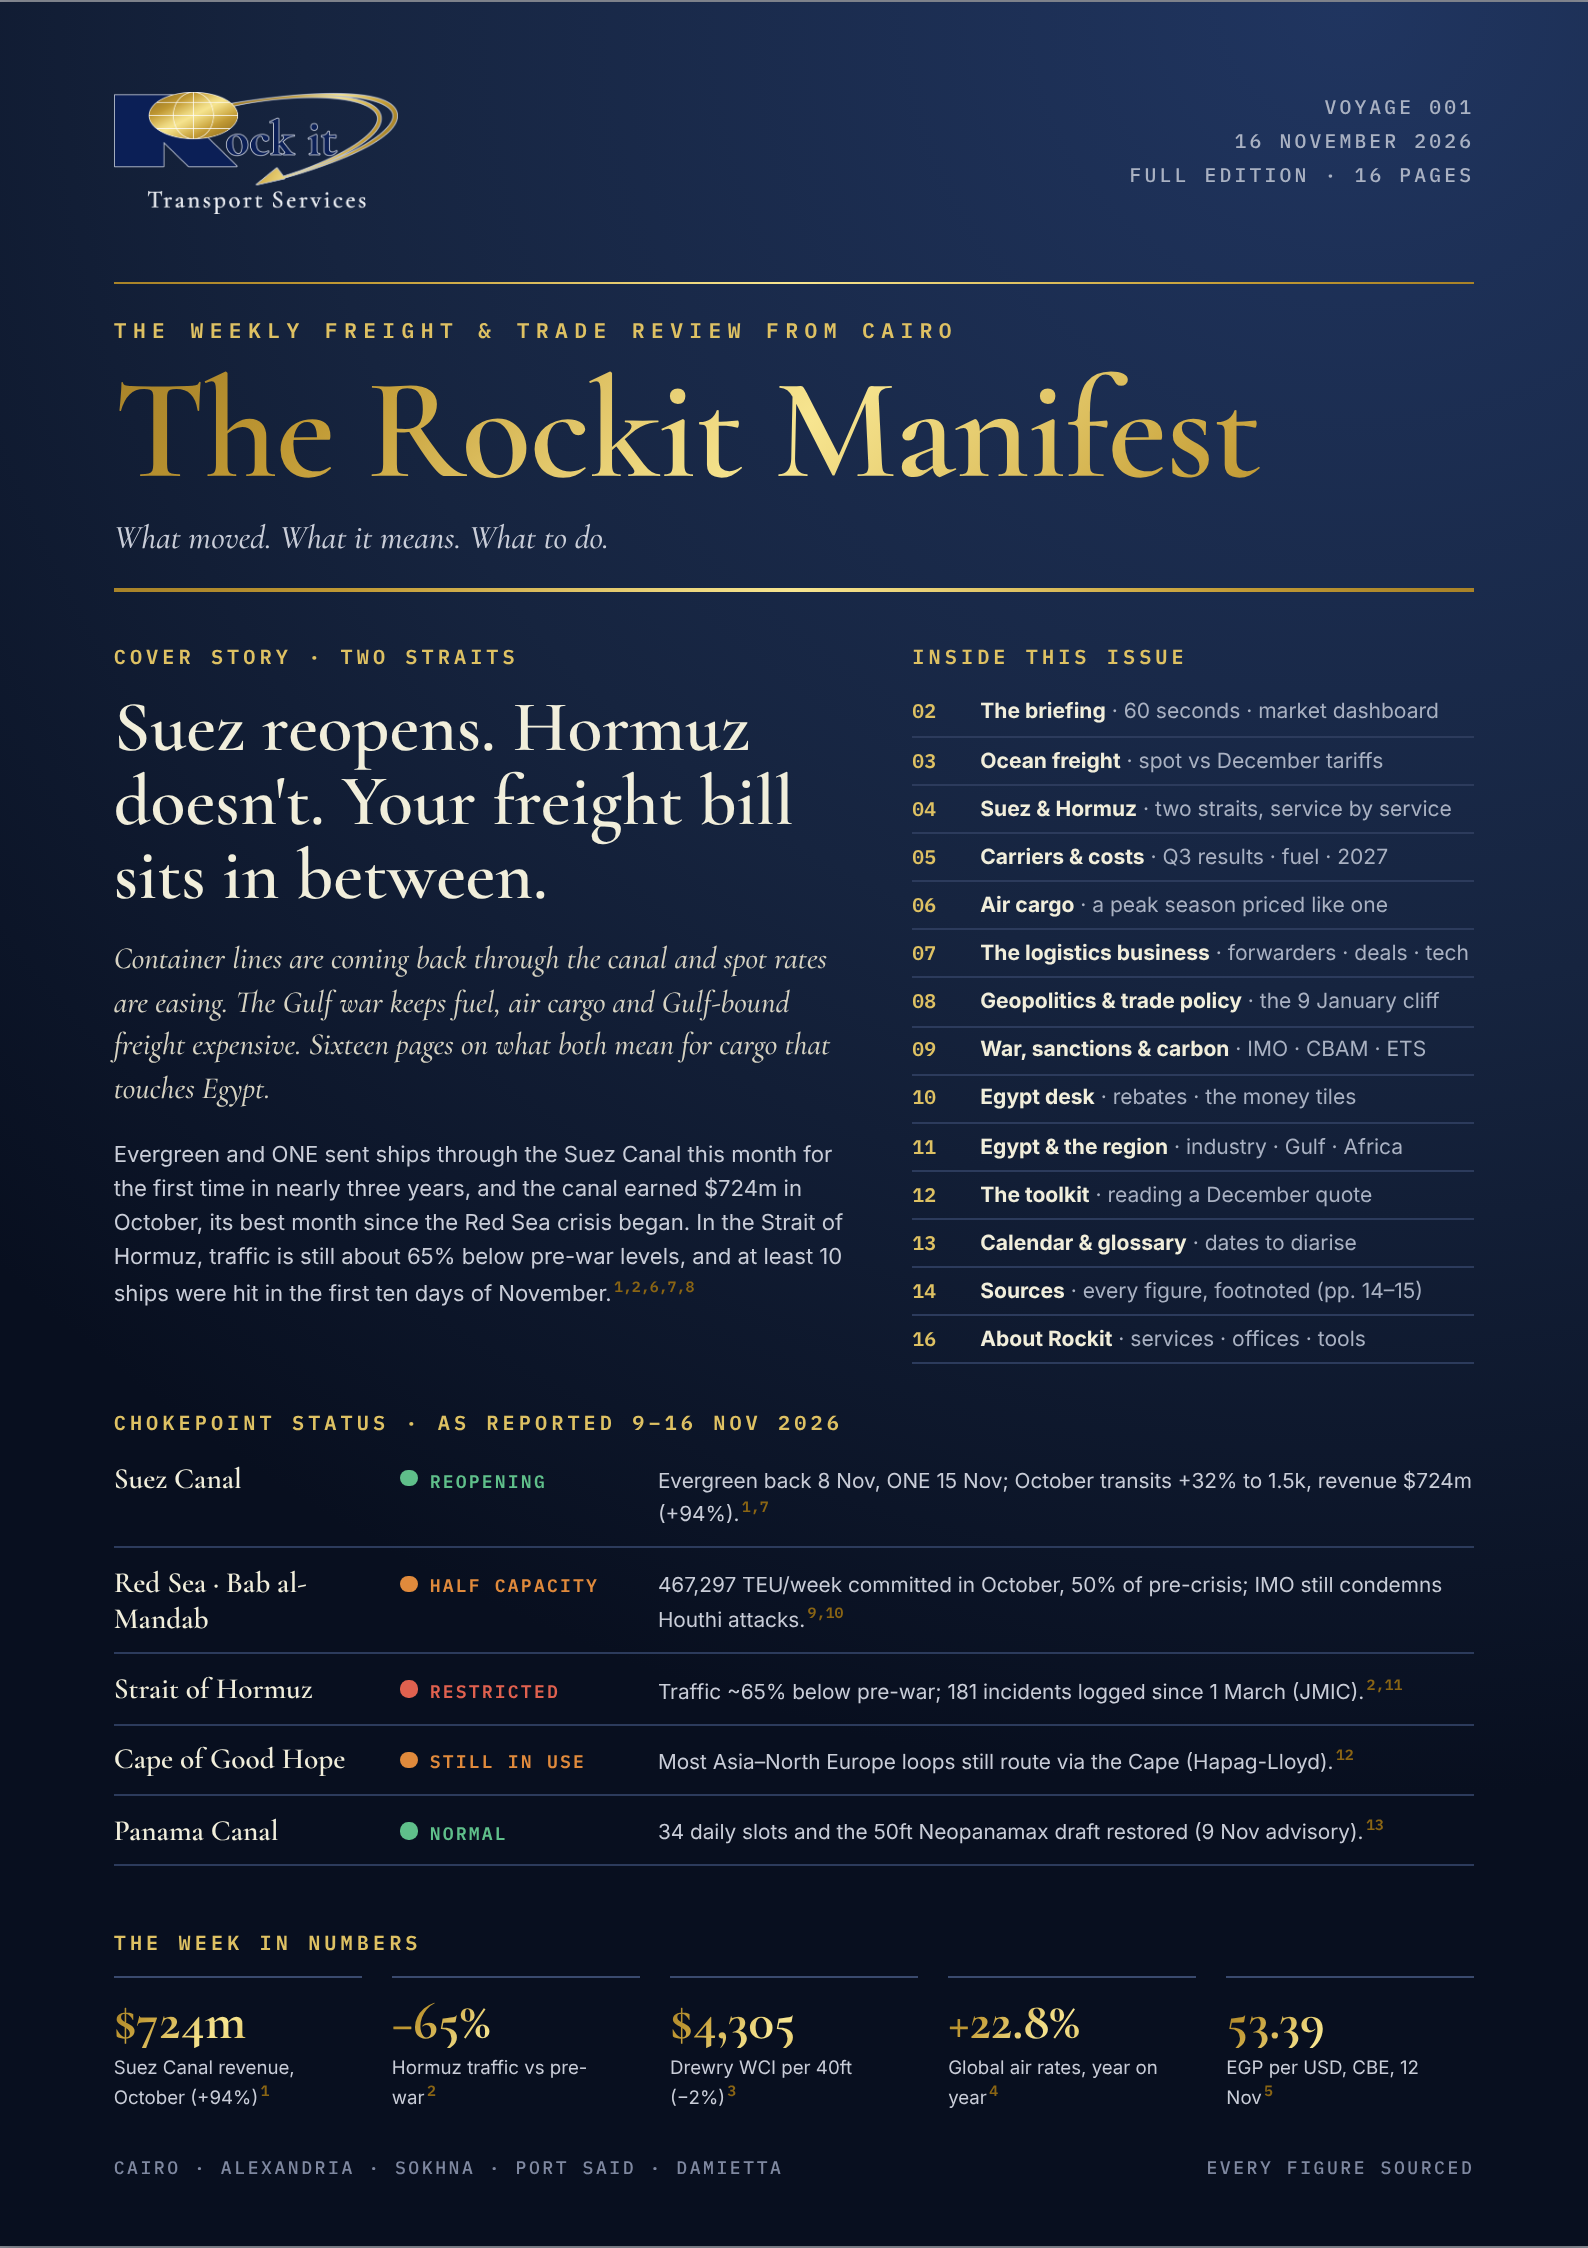 Rock it
Transport Services
VOYAGE 001
16 NOVEMBER 2026
FULL EDITION · 16 PAGES
THE WEEKLY FREIGHT & TRADE REVIEW FROM CAIRO
The Rockit Manifest
What moved. What it means. What to do.
COVER STORY · TWO STRAITS
Suez reopens. Hormuz
doesn't. Your freight bill
sits in between.
Container lines are coming back through the canal and spot rates
are easing. The Gulf war keeps fuel, air cargo and Gulf-bound
freight expensive. Sixteen pages on what both mean for cargo that
touches Egypt.
Evergreen and ONE sent ships through the Suez Canal this month for
the first time in nearly three years, and the canal earned $724m in
October, its best month since the Red Sea crisis began. In the Strait of
Hormuz, traffic is still about 65% below pre-war levels, and at least 10
ships were hit in the first ten days of November. 1,2,6,7,8
INSIDE THIS ISSUE
02 The briefing · 60 seconds · market dashboard
03 Ocean freight · spot vs December tariffs
04 Suez & Hormuz · two straits, service by service
05 Carriers & costs · Q3 results · fuel · 2027
06 Air cargo · a peak season priced like one
07 The logistics business · forwarders · deals · tech
08 Geopolitics & trade policy · the 9 January cliff
09 War, sanctions & carbon · IMO · CBAM · ETS
10 Egypt desk · rebates · the money tiles
11 Egypt & the region · industry · Gulf · Africa
12 The toolkit · reading a December quote
13 Calendar & glossary · dates to diarise
14 Sources · every figure, footnoted (pp. 14–15)
16 About Rockit · services · offices · tools
CHOKEPOINT STATUS · AS REPORTED 9–16 NOV 2026
Suez Canal REOPENING Evergreen back 8 Nov, ONE 15 Nov; October transits +32% to 1.5k, revenue $724m
(+94%). 1,7
Red Sea · Bab al- HALF CAPACITY 467,297 TEU/week committed in October, 50% of pre-crisis; IMO still condemns
Mandab Houthi attacks. 9,10
Strait of Hormuz RESTRICTED Traffic ~65% below pre-war; 181 incidents logged since 1 March (JMIC). 2,11
Cape of Good Hope STILL IN USE Most Asia–North Europe loops still route via the Cape (Hapag-Lloyd). 12
Panama Canal NORMAL 34 daily slots and the 50ft Neopanamax draft restored (9 Nov advisory). 13
THE WEEK IN NUMBERS
$724m
Suez Canal revenue,
October (+94%) 1
−65%
Hormuz traffic vs pre-
war 2
$4,305
Drewry WCI per 40ft
(−2%) 3
+22.8%
Global air rates, year on
year 4
53.39
EGP per USD, CBE, 12
Nov 5
CAIRO · ALEXANDRIA · SOKHNA · PORT SAID · DAMIETTA
EVERY FIGURE SOURCED